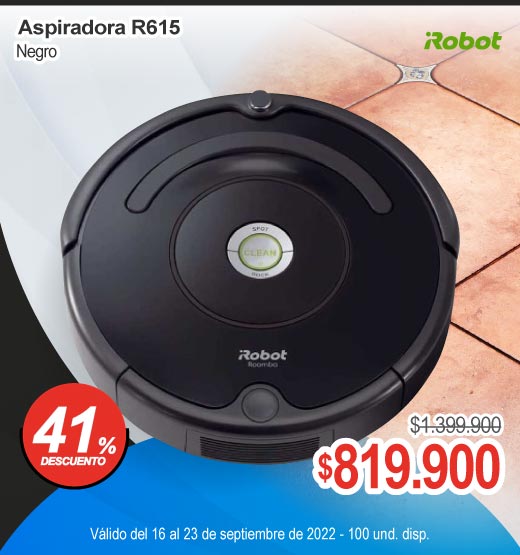 Aspiradora R615
Negro
iRobot
SPOT
CLEAN
DOCK
iRobot
Roomba
41%
DESCUENTO
$1.399.900
$819.900
Válido del 16 al 23 de septiembre de 2022 - 100 und. disp.